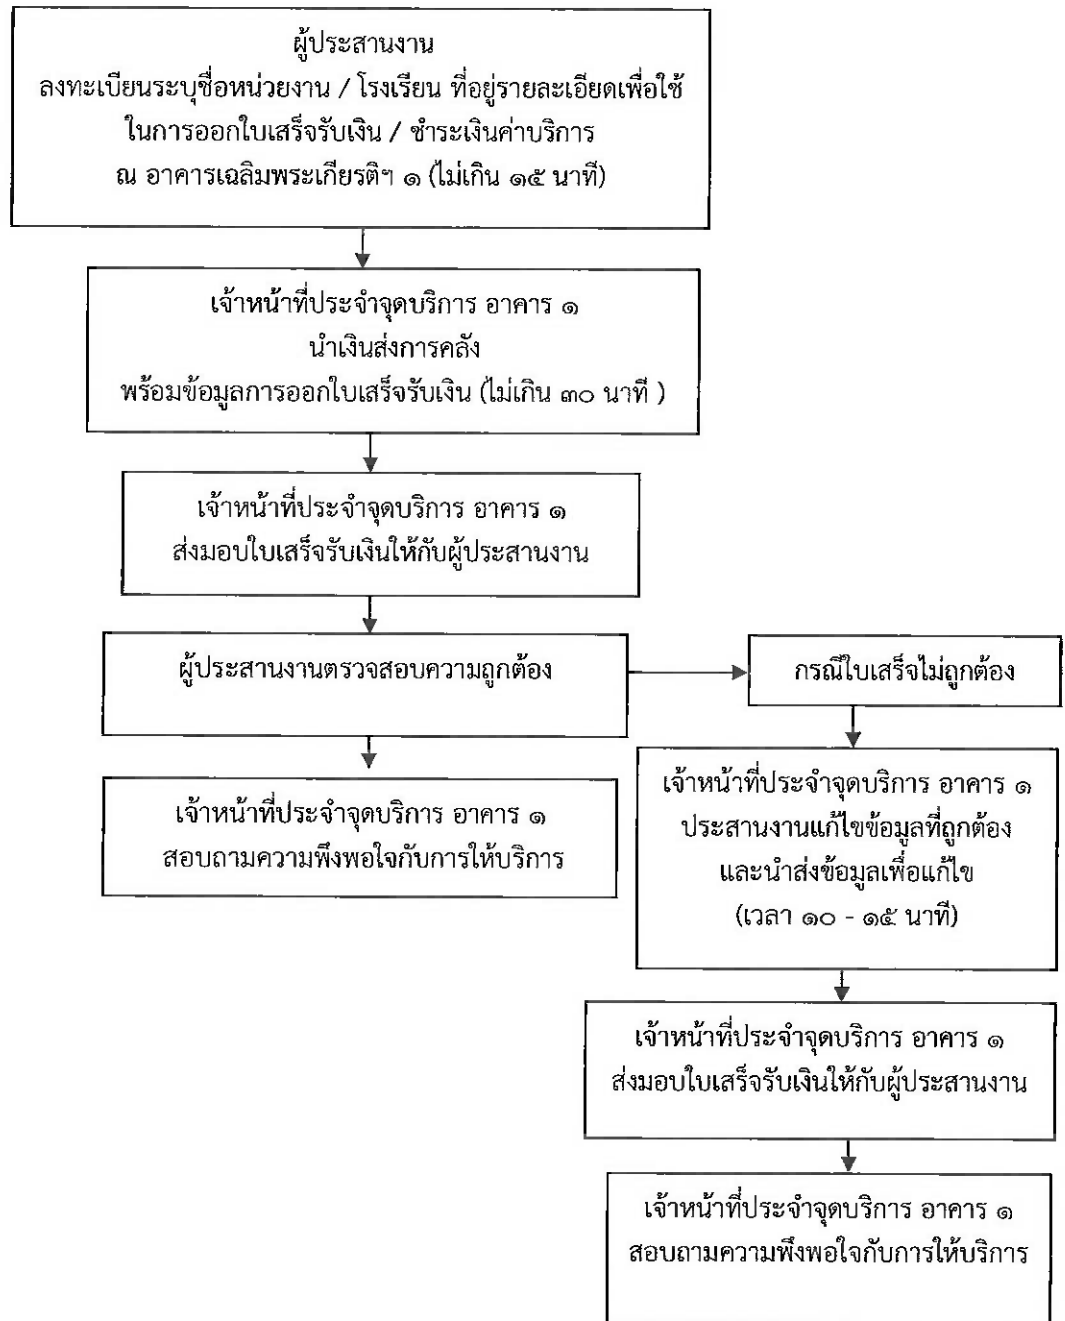 ผู้ประสานงาน
ลงทะเบียนระบุชื่อหน่วยงาน / โรงเรียน ที่อยู่รายละเอียดเพื่อใช้
ในการออกใบเสร็จรับเงิน / ชำระเงินค่าบริการ
ณ อาคารเฉลิมพระเกียรติฯ ๑ (ไม่เกิน ๑๕ นาที)
เจ้าหน้าที่ประจำจุดบริการ อาคาร ๑
นำเงินส่งการคลัง
พร้อมข้อมูลการออกใบเสร็จรับเงิน (ไม่เกิน ๓๐ นาที )
เจ้าหน้าที่ประจำจุดบริการ อาคาร ๑
ส่งมอบใบเสร็จรับเงินให้กับผู้ประสานงาน
ผู้ประสานงานตรวจสอบความถูกต้อง
กรณีใบเสร็จไม่ถูกต้อง
เจ้าหน้าที่ประจำจุดบริการ อาคาร ๑
สอบถามความพึงพอใจกับการให้บริการ
เจ้าหน้าที่ประจำจุดบริการ อาคาร ๑
ประสานงานแก้ไขข้อมูลที่ถูกต้อง
และนำส่งข้อมูลเพื่อแก้ไข
(เวลา ๑๐ - ๑๕ นาที)
เจ้าหน้าที่ประจำจุดบริการ อาคาร ๑
ส่งมอบใบเสร็จรับเงินให้กับผู้ประสานงาน
เจ้าหน้าที่ประจำจุดบริการ อาคาร ๑
สอบถามความพึงพอใจกับการให้บริการ